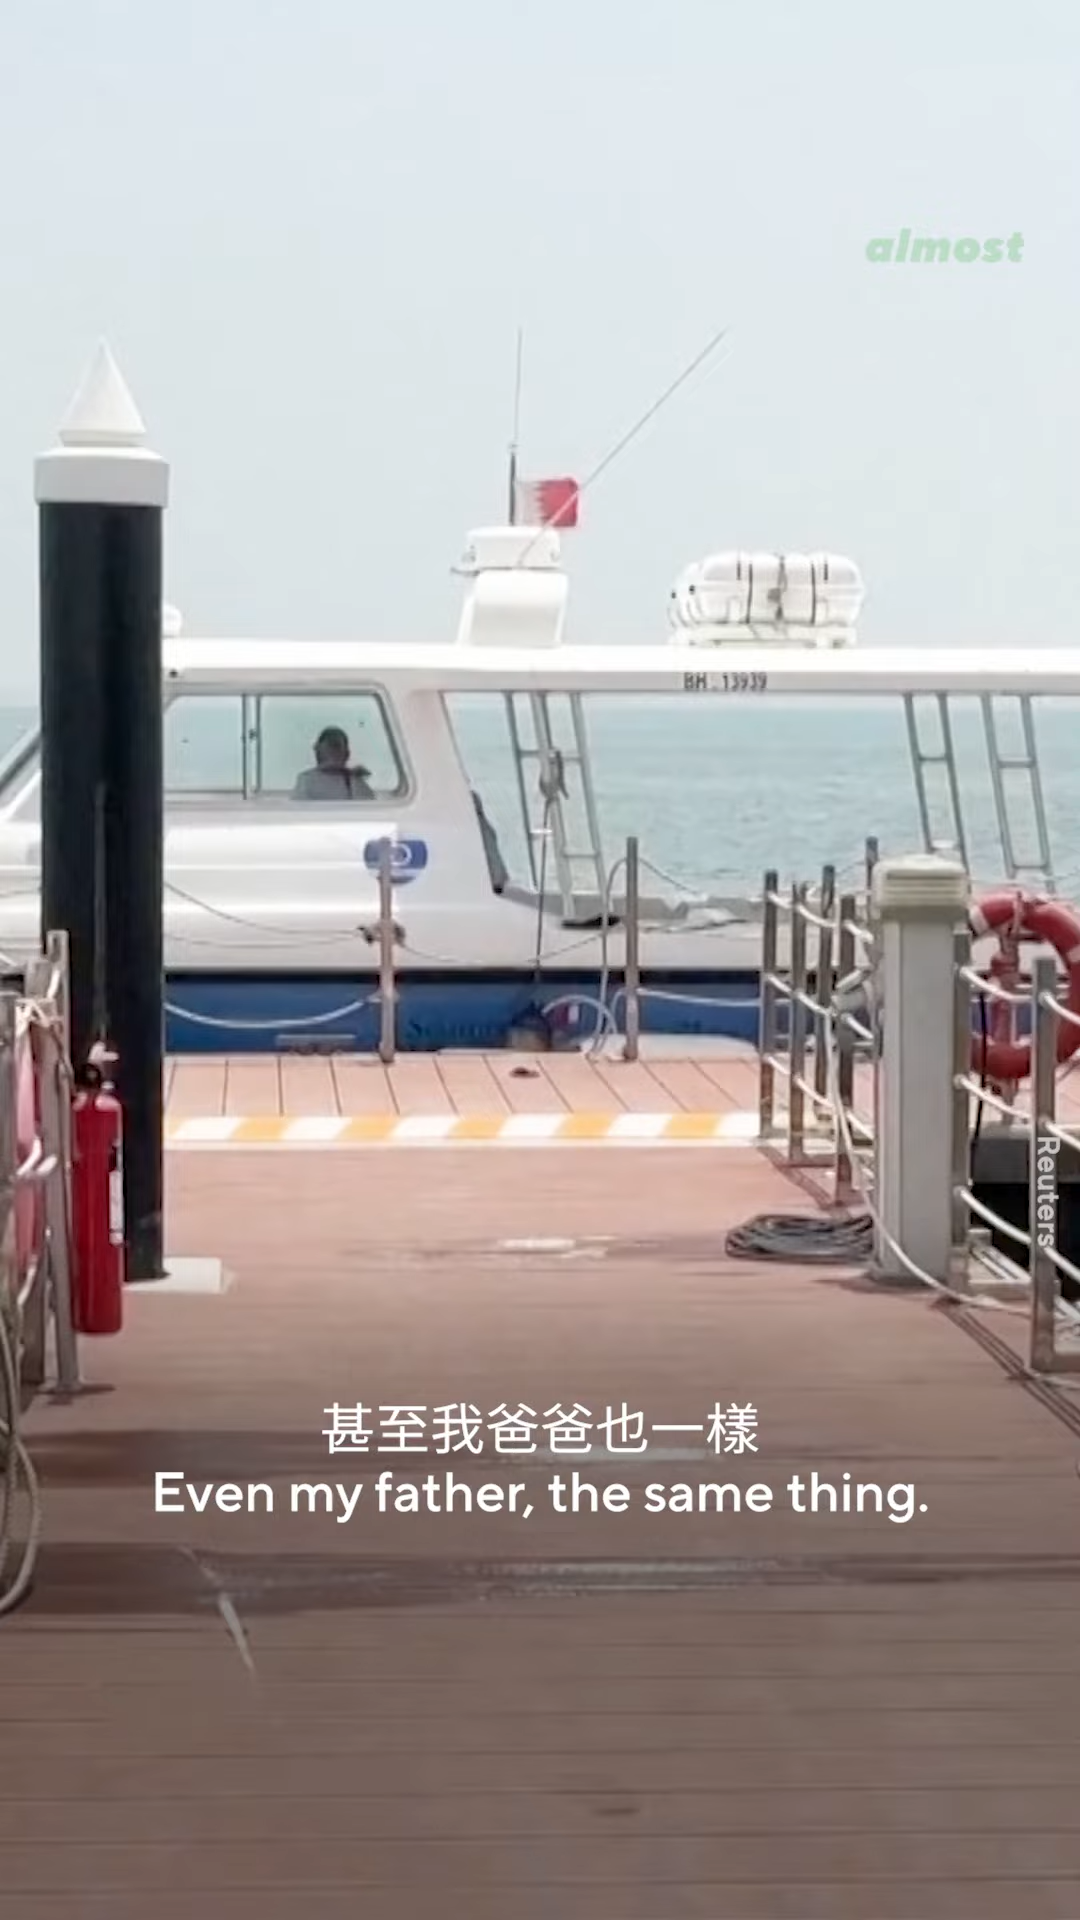 almost
BH. 13939
Reuters
甚至我爸爸也一樣
Even my father, the same thing.